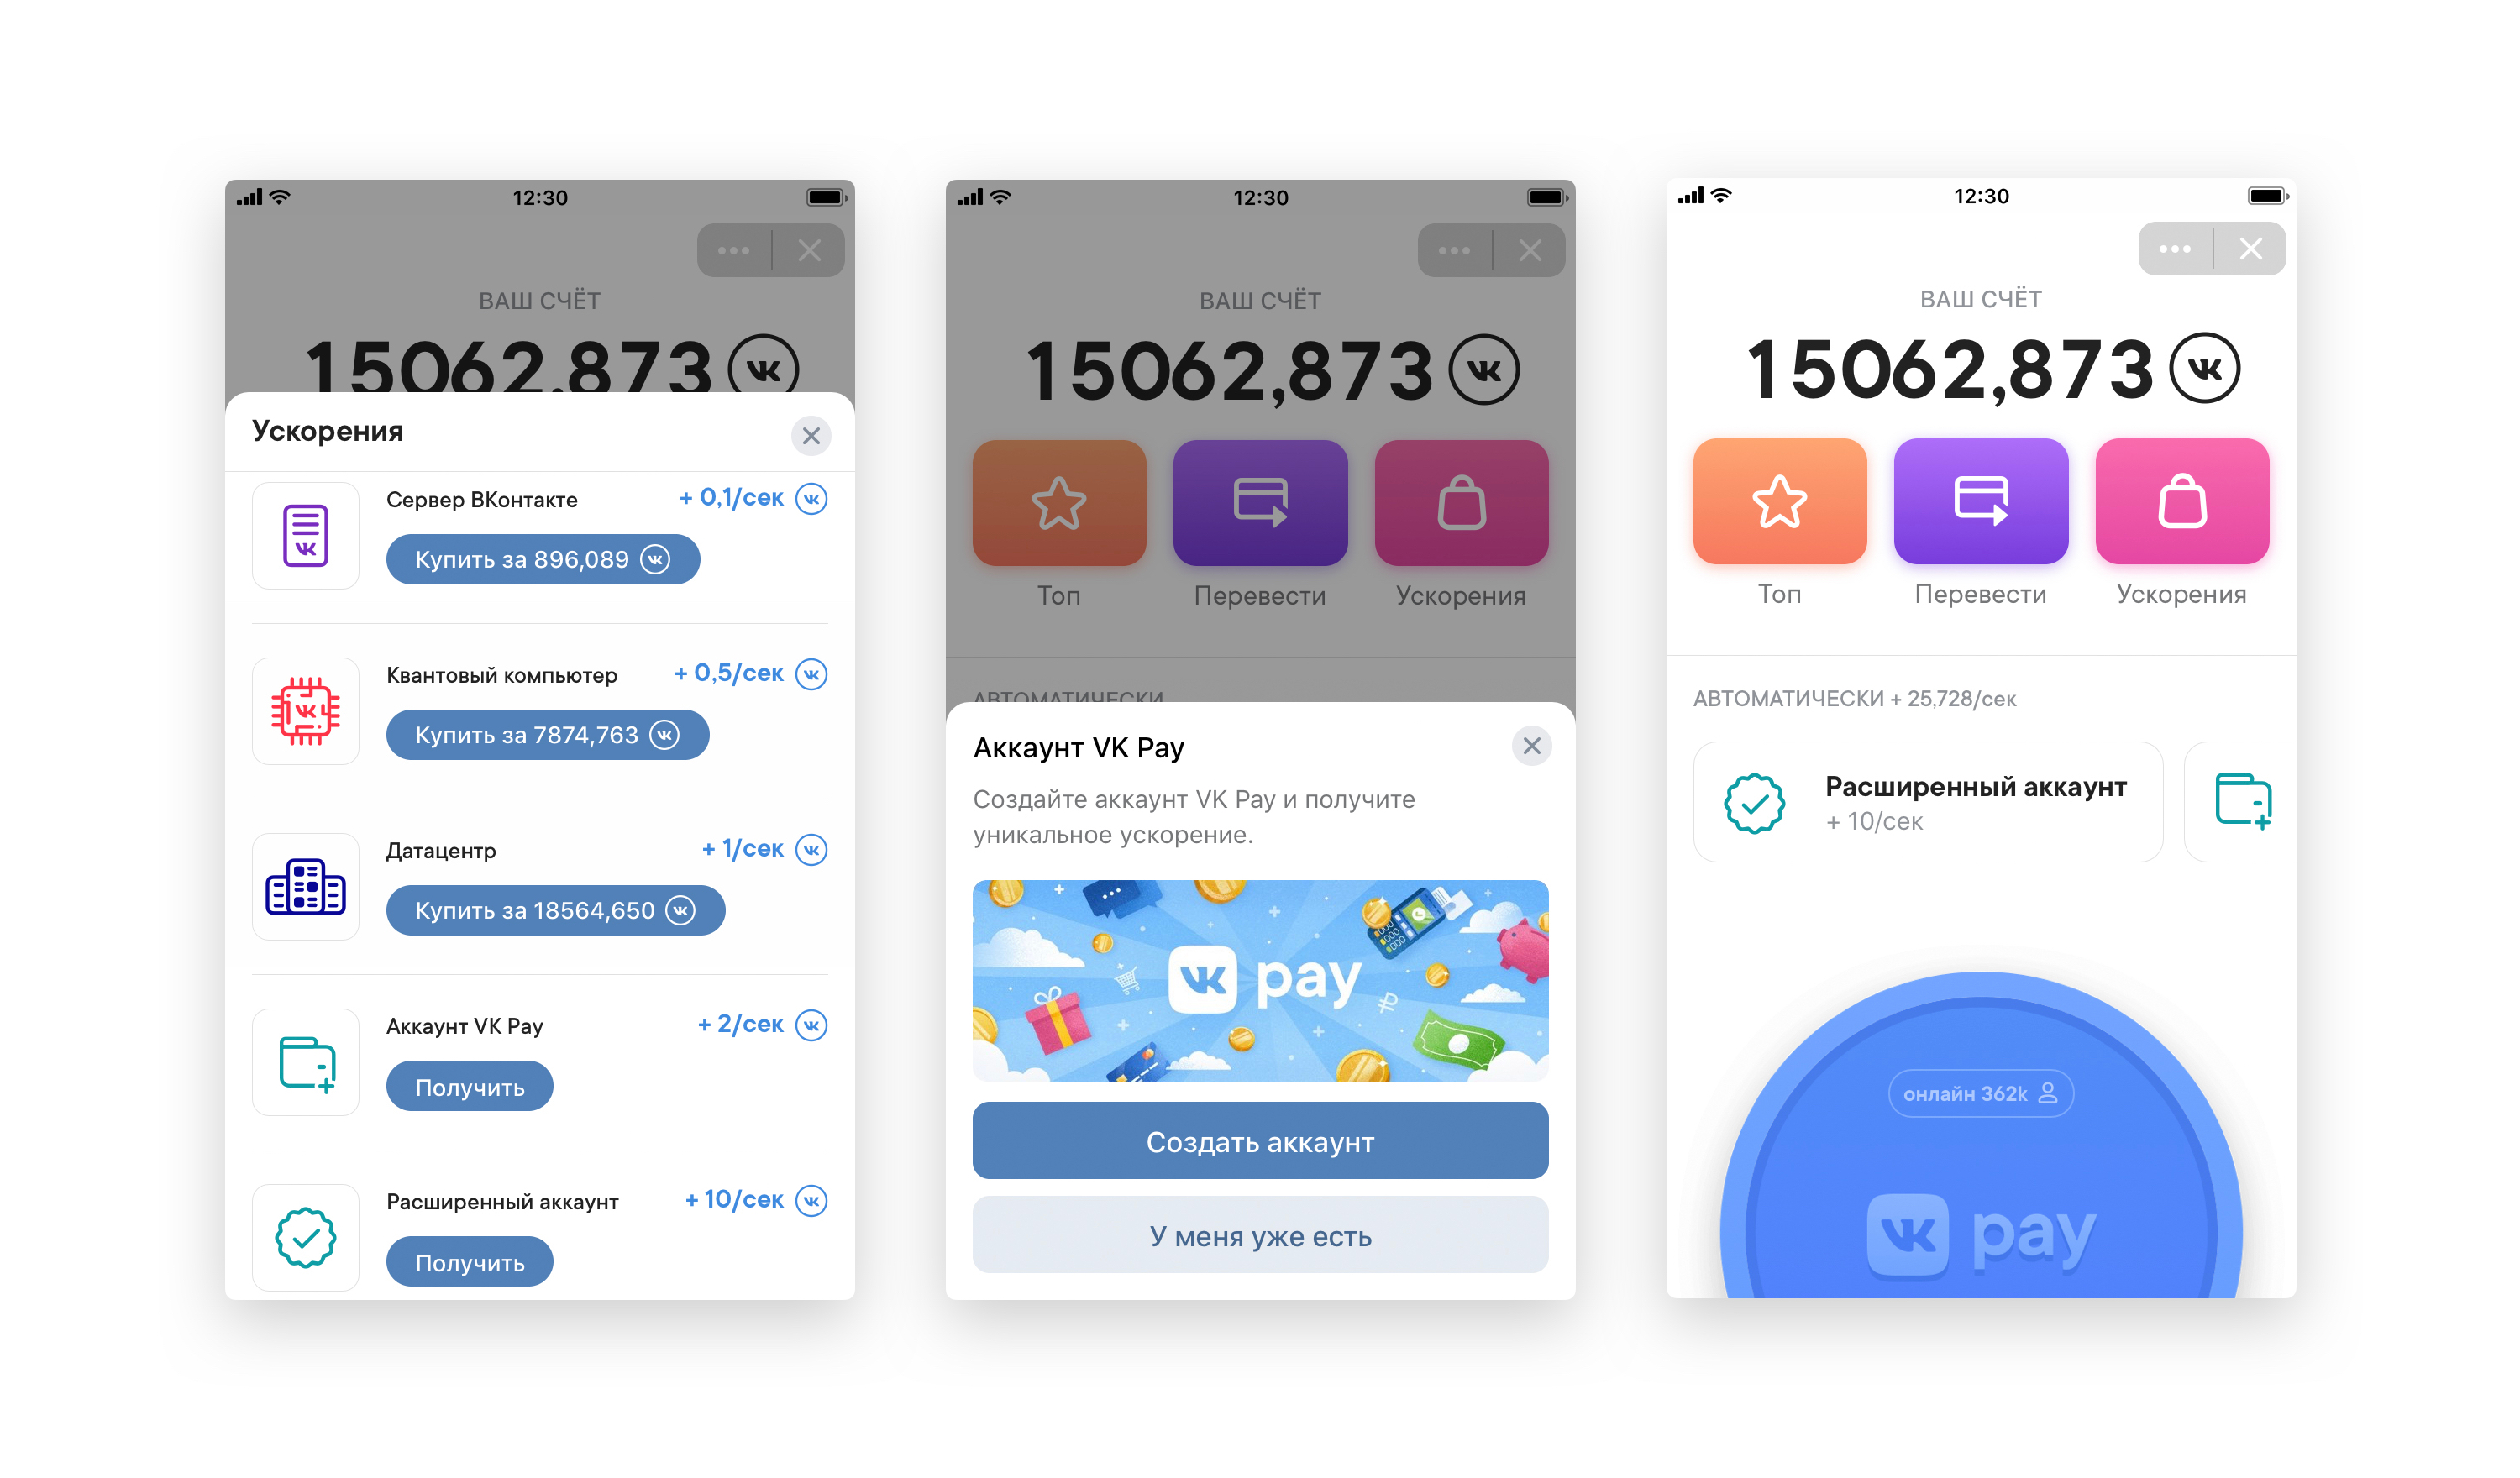 12:30
ВАШ СЧЁТ
15062,873
Ускорения
Сервер ВКонтакте
+ 0,1/сек
Купить за 896,089
Квантовый компьютер
+ 0,5/сек
Купить за 7874,763
Датацентр
+ 1/сек
Купить за 18564,650
Аккаунт VK Pay
+ 2/сек
Получить
Расширенный аккаунт
+ 10/сек
Получить
12:30
ВАШ СЧЁТ
15062,873
Топ
Перевести
Ускорения
АВТОМАТИЧЕСКИ
Аккаунт VK Pay
Создайте аккаунт VK Pay и получите
уникальное ускорение.
VK pay
Создать аккаунт
У меня уже есть
12:30
ВАШ СЧЁТ
15062,873
Топ
Перевести
Ускорения
АВТОМАТИЧЕСКИ + 25,728/сек
Расширенный аккаунт
+ 10/сек
онлайн 362k
VK pay